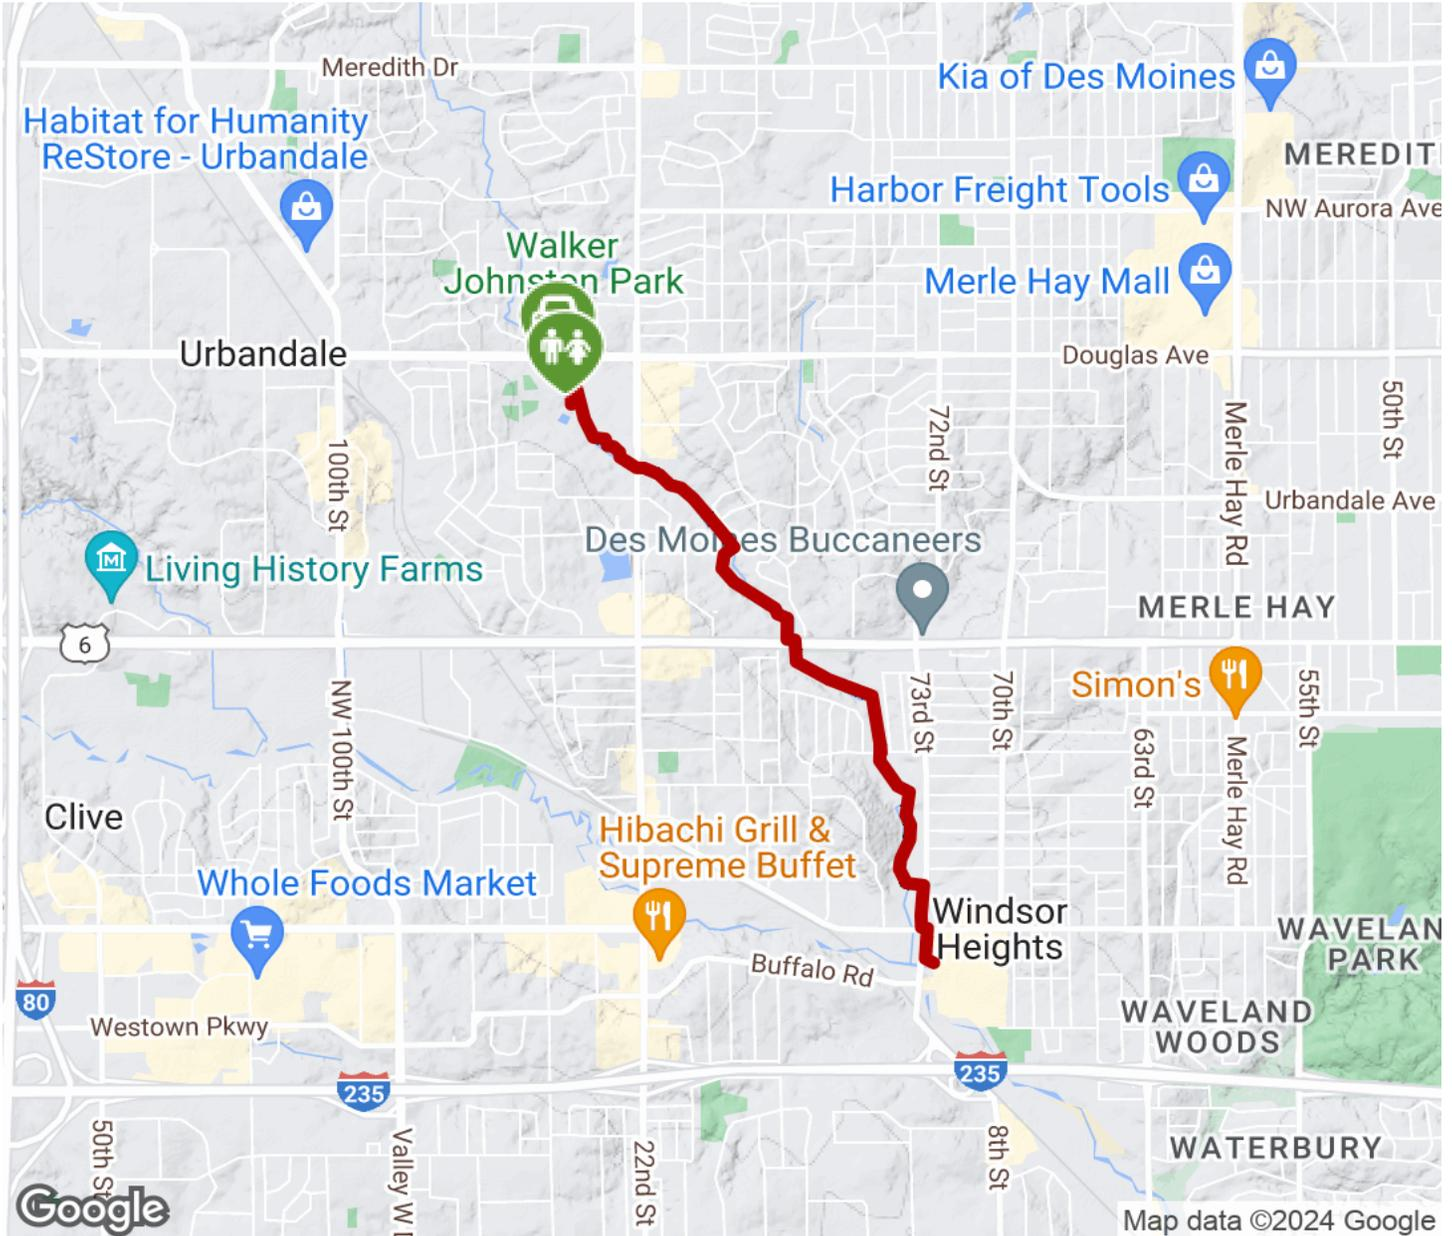 Meredith Dr
Kia of Des Moines
Habitat for Humanity
ReStore - Urbandale
MEREDIT
Harbor Freight Tools
NW Aurora Ave
Walker
Johnston Park
Merle Hay Mall
Urbandale
Douglas Ave
50th St
72nd St
Merle Hay Rd
100th St
Urbandale Ave
Des Moines Buccaneers
Living History Farms
MERLE HAY
6
Simon's
55th St
73rd St
70th St
NW 100th St
63rd St
Merle Hay Rd
Clive
Hibachi Grill &
Supreme Buffet
Whole Foods Market
Windsor
Heights
WAVELAN
PARK
Buffalo Rd
80
Westown Pkwy
WAVELAND
WOODS
235
235
50th St
Valley W
22nd St
8th St
WATERBURY
Google
Map data ©2024 Google